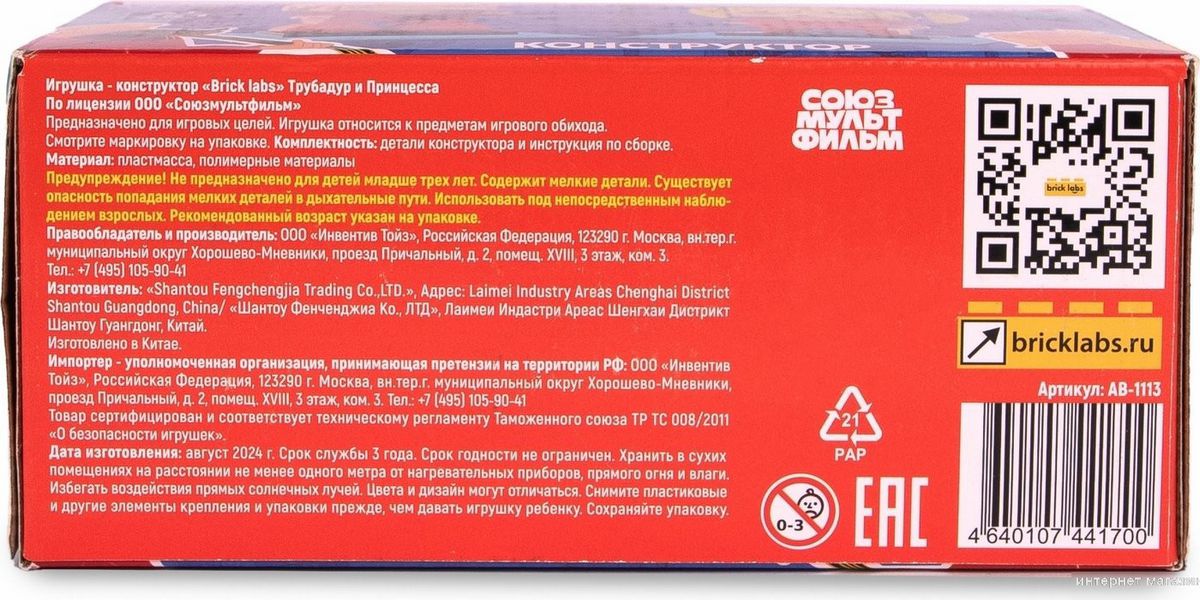 КОНСТРУКТОР
Игрушка - конструктор «Brick labs» Трубадур и Принцесса
По лицензии ООО «Союзмультфильм»
Предназначено для игровых целей. Игрушка относится к предметам игрового обихода.
Смотрите маркировку на упаковке. Комплектность: детали конструктора и инструкция по сборке.
Материал: пластмасса, полимерные материалы
Предупреждение! Не предназначено для детей младше трех лет. Содержит мелкие детали. Существует
опасность попадания мелких деталей в дыхательные пути. Использовать под непосредственным наблю-
дением взрослых. Рекомендованный возраст указан на упаковке.
Правообладатель и производитель: ООО «Инвентив Тойз», Российская Федерация, 123290 г. Москва, вн.тер.г.
муниципальный округ Хорошево-Мневники, проезд Причальный, д. 2, помещ. XVIII, 3 этаж, ком. 3.
Тел.: +7 (495) 105-90-41
Изготовитель: «Shantou Fengchengjia Trading Co.,LTD.», Адрес: Laimei Industry Areas Chenghai District
Shantou Guangdong, China/ «Шантоу Фенченджиа Ко., ЛТД», Лаимеи Индастри Ареас Шенгхаи Дистрикт
Шантоу Гуангдонг, Китай.
Изготовлено в Китае.
Импортер - уполномоченная организация, принимающая претензии на территории РФ: ООО «Инвентив
Тойз», Российская Федерация, 123290 г. Москва, вн.тер.г. муниципальный округ Хорошево-Мневники,
проезд Причальный, д. 2, помещ. XVIII, 3 этаж, ком. 3. Тел.: +7 (495) 105-90-41
Товар сертифицирован и соответствует техническому регламенту Таможенного союза ТР ТС 008/2011
«О безопасности игрушек».
Дата изготовления: август 2024 г. Срок службы 3 года. Срок годности не ограничен. Хранить в сухих
помещениях на расстоянии не менее одного метра от нагревательных приборов, прямого огня и влаги.
Избегать воздействия прямых солнечных лучей. Цвета и дизайн могут отличаться. Снимите пластиковые
и другие элементы крепления и упаковки прежде, чем давать игрушку ребенку. Сохраняйте упаковку.
СОЮЗ
МУЛЬТ
ФИЛЬМ
brick labs
bricklabs.ru
Артикул: AB-1113
21
PAP
0-3
EAC
4 640107 441700
интернет магазин